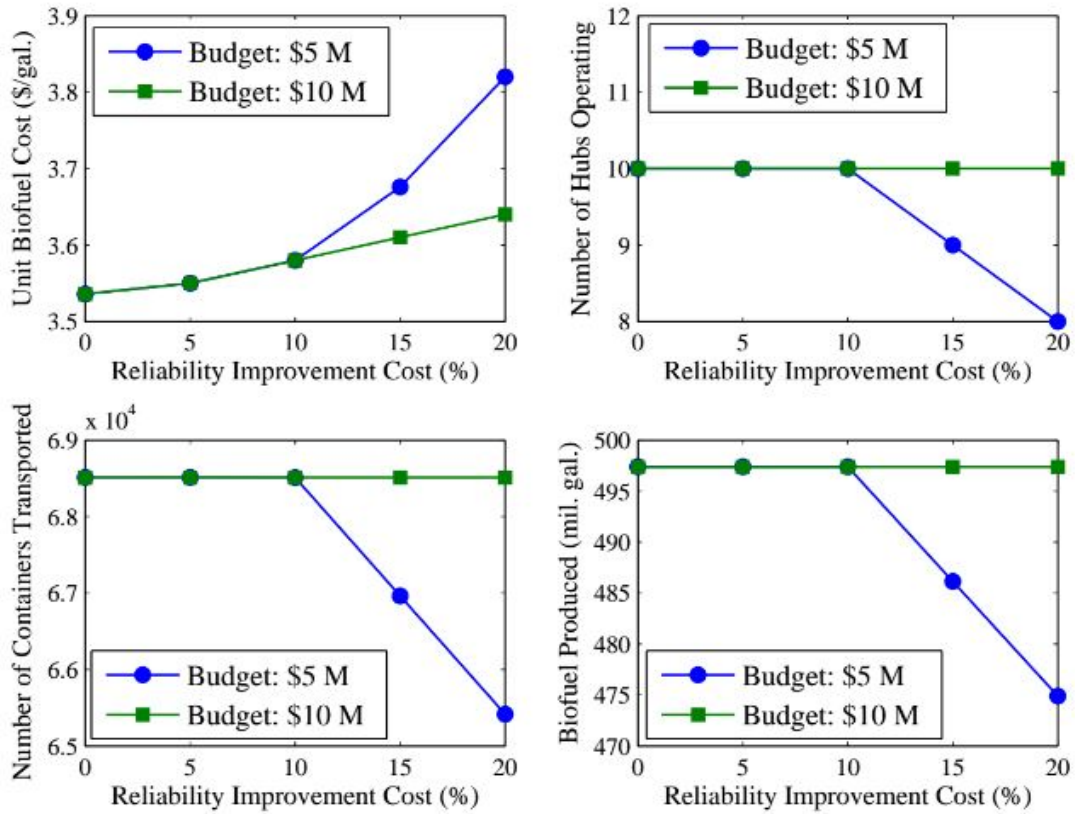 3.9
3.8
3.7
3.6
3.5
Unit Biofuel Cost ($/gal.)
Budget: $5 M
Budget: $10 M
0 5 10 15 20
Reliability Improvement Cost (%)
12
11
10
9
8
Number of Hubs Operating
Budget: $5 M
Budget: $10 M
0 5 10 15 20
Reliability Improvement Cost (%)
x 10^4
6.9
6.8
6.7
6.6
6.5
Number of Containers Transported
Budget: $5 M
Budget: $10 M
0 5 10 15 20
Reliability Improvement Cost (%)
500
495
490
485
480
475
470
Biofuel Produced (mil. gal.)
Budget: $5 M
Budget: $10 M
0 5 10 15 20
Reliability Improvement Cost (%)